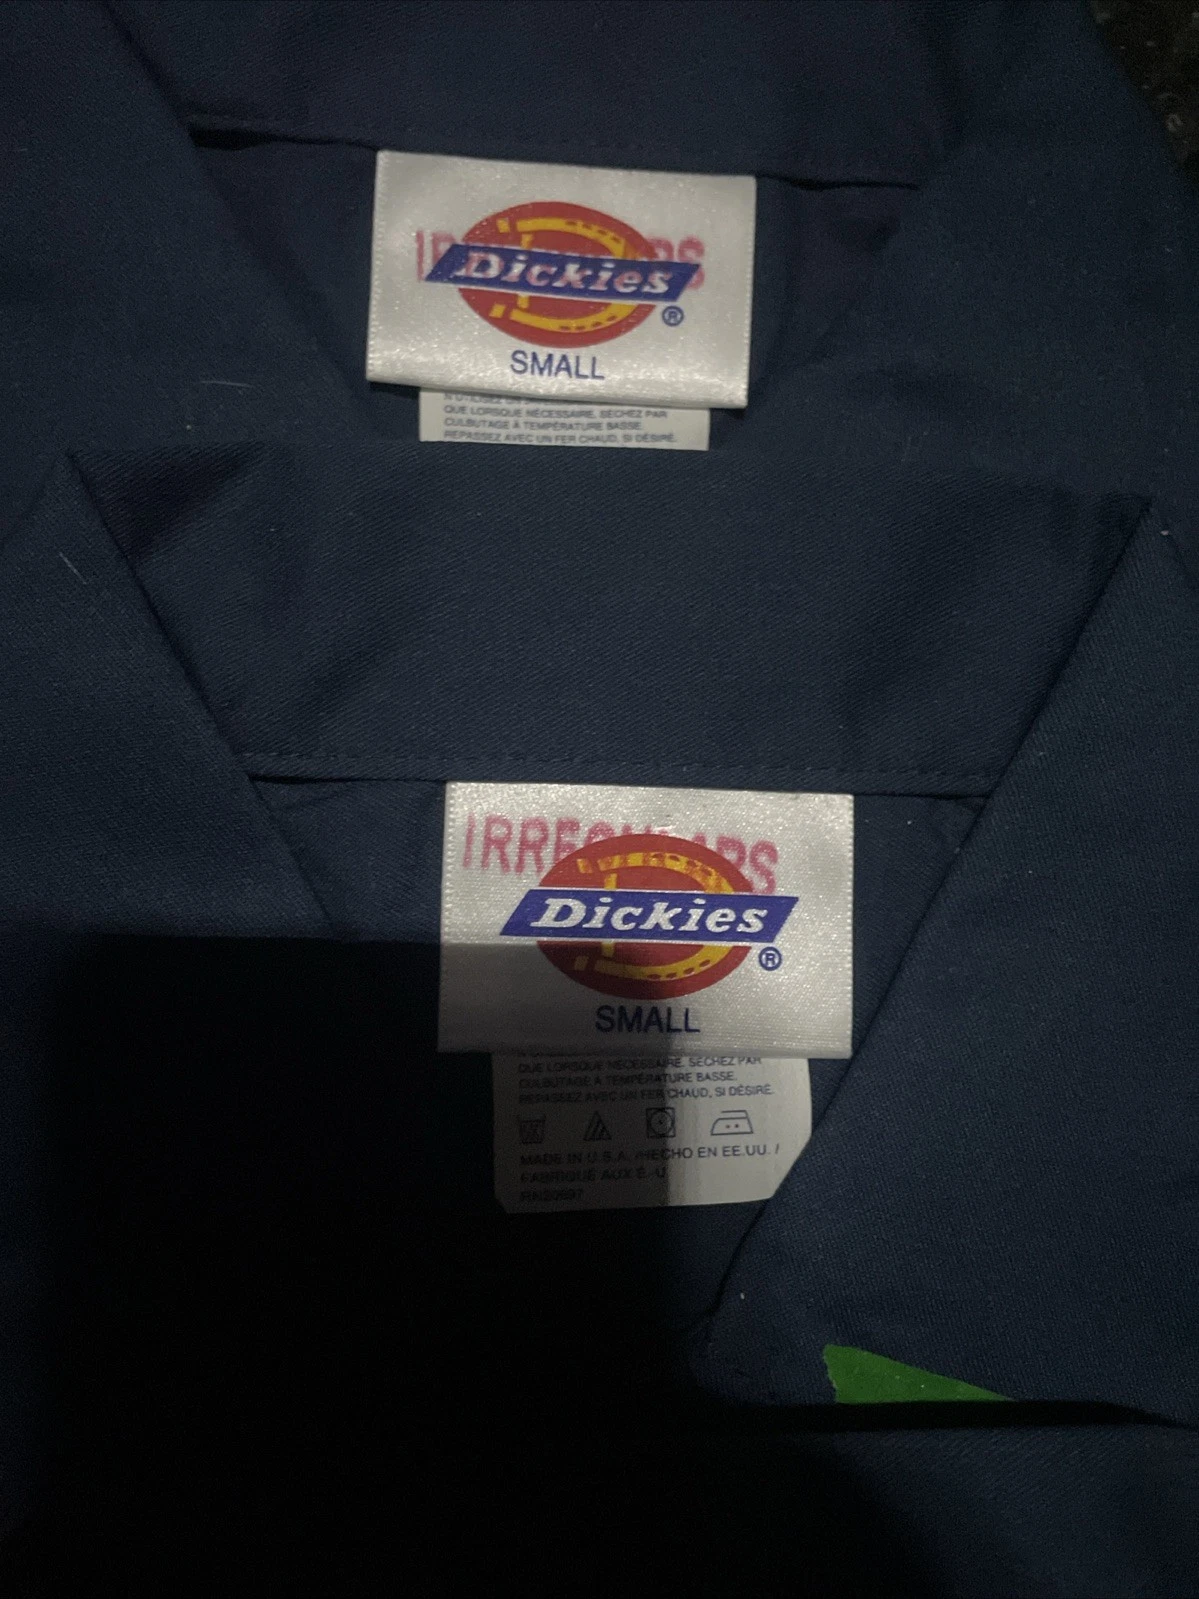 IRREGULARS
Dickies
®
SMALL
QUE LORSQUE NÉCESSAIRE. SÉCHEZ PAR
CULBUTAGE À TEMPÉRATURE BASSE.
REPASSEZ AVEC UN FER CHAUD, SI DÉSIRÉ.
IRREGULARS
Dickies
®
SMALL
QUE LORSQUE NÉCESSAIRE. SÉCHEZ PAR
CULBUTAGE À TEMPÉRATURE BASSE.
REPASSEZ AVEC UN FER CHAUD, SI DÉSIRÉ.
MADE IN U.S.A. /HECHO EN EE.UU. /
FABRIQUÉ AUX É.-U.